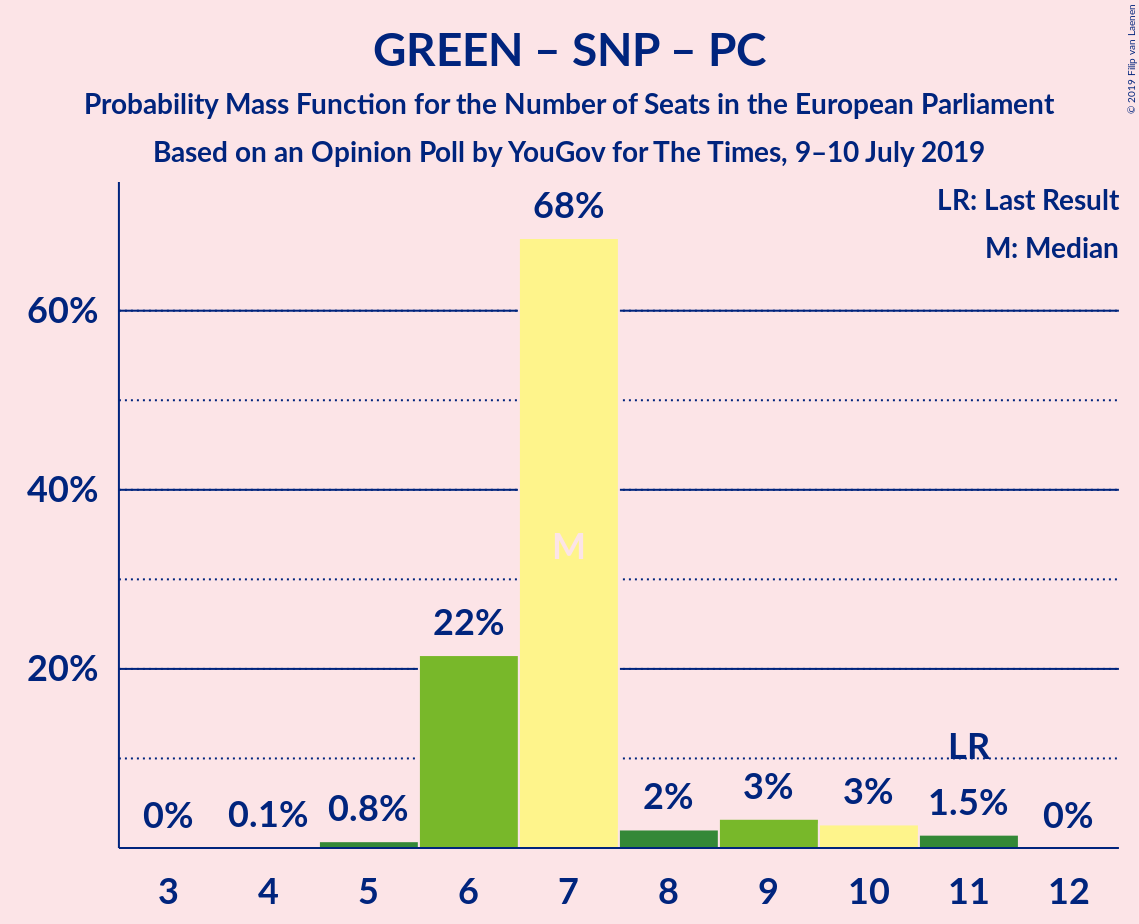 GREEN – SNP – PC
Probability Mass Function for the Number of Seats in the European Parliament
Based on an Opinion Poll by YouGov for The Times, 9–10 July 2019
© 2019 Filip van Laenen
LR: Last Result
M: Median
68%
60%
M
40%
22%
20%
LR
0%
0.1%
0.8%
2%
3%
3%
1.5%
0%
3 4 5 6 7 8 9 10 11 12